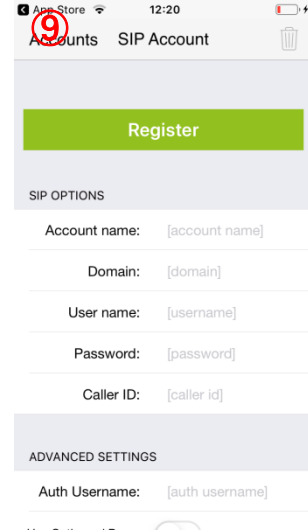 App Store 12:20
⑨
Accounts SIP Account
Register
SIP OPTIONS
Account name: [account name]
Domain: [domain]
User name: [username]
Password: [password]
Caller ID: [caller id]
ADVANCED SETTINGS
Auth Username: [auth username]